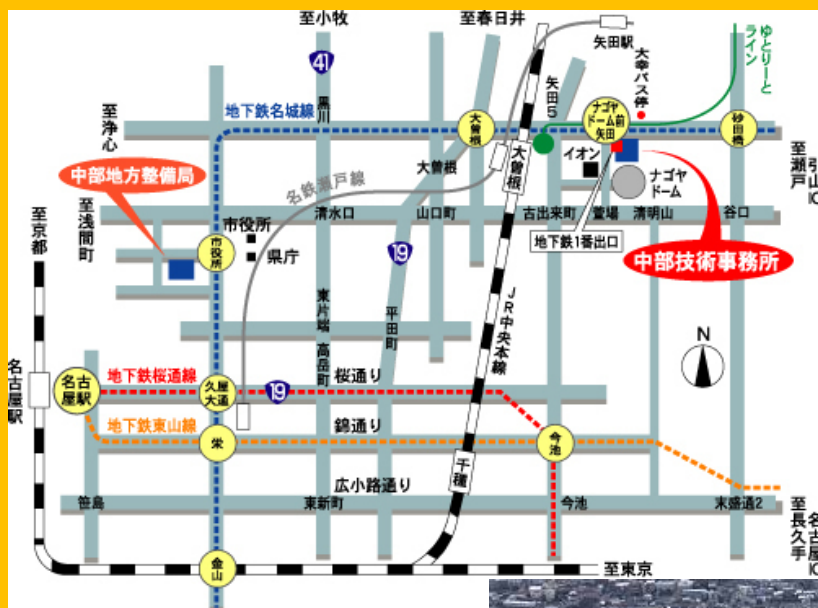 至小牧
至春日井
矢田駅
大幸バス停
ゆとりーと
ライン
41
地下鉄名城線
黒川
大曽根
矢田5
ナゴヤ
ドーム前
矢田
砂田橋
至浄心
大曽根
大曽根
イオン
ナゴヤ
ドーム
至瀬戸
引山IC
中部地方整備局
名鉄瀬戸線
至京都
至浅間町
市役所
市役所
県庁
清水口
山口町
古出来町
萱場
清明山
谷口
地下鉄1番出口
中部技術事務所
19
東片端
平田町
JR中央本線
N
高岳町
名古屋駅
名古
屋駅
地下鉄桜通線
久屋
大通
19
桜通り
地下鉄東山線
栄
錦通り
今池
千種
広小路通り
笹島
東新町
今池
末盛通2
至長久手
名古屋IC
金山
至東京